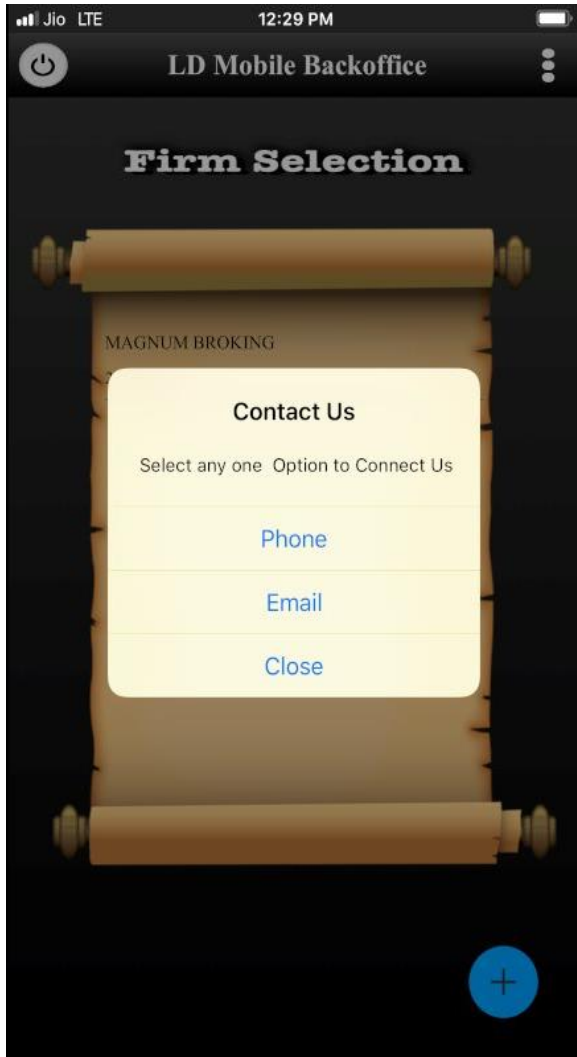 Jio LTE 12:29 PM
LD Mobile Backoffice
Firm Selection
MAGNUM BROKING
Contact Us
Select any one Option to Connect Us
Phone
Email
Close
+